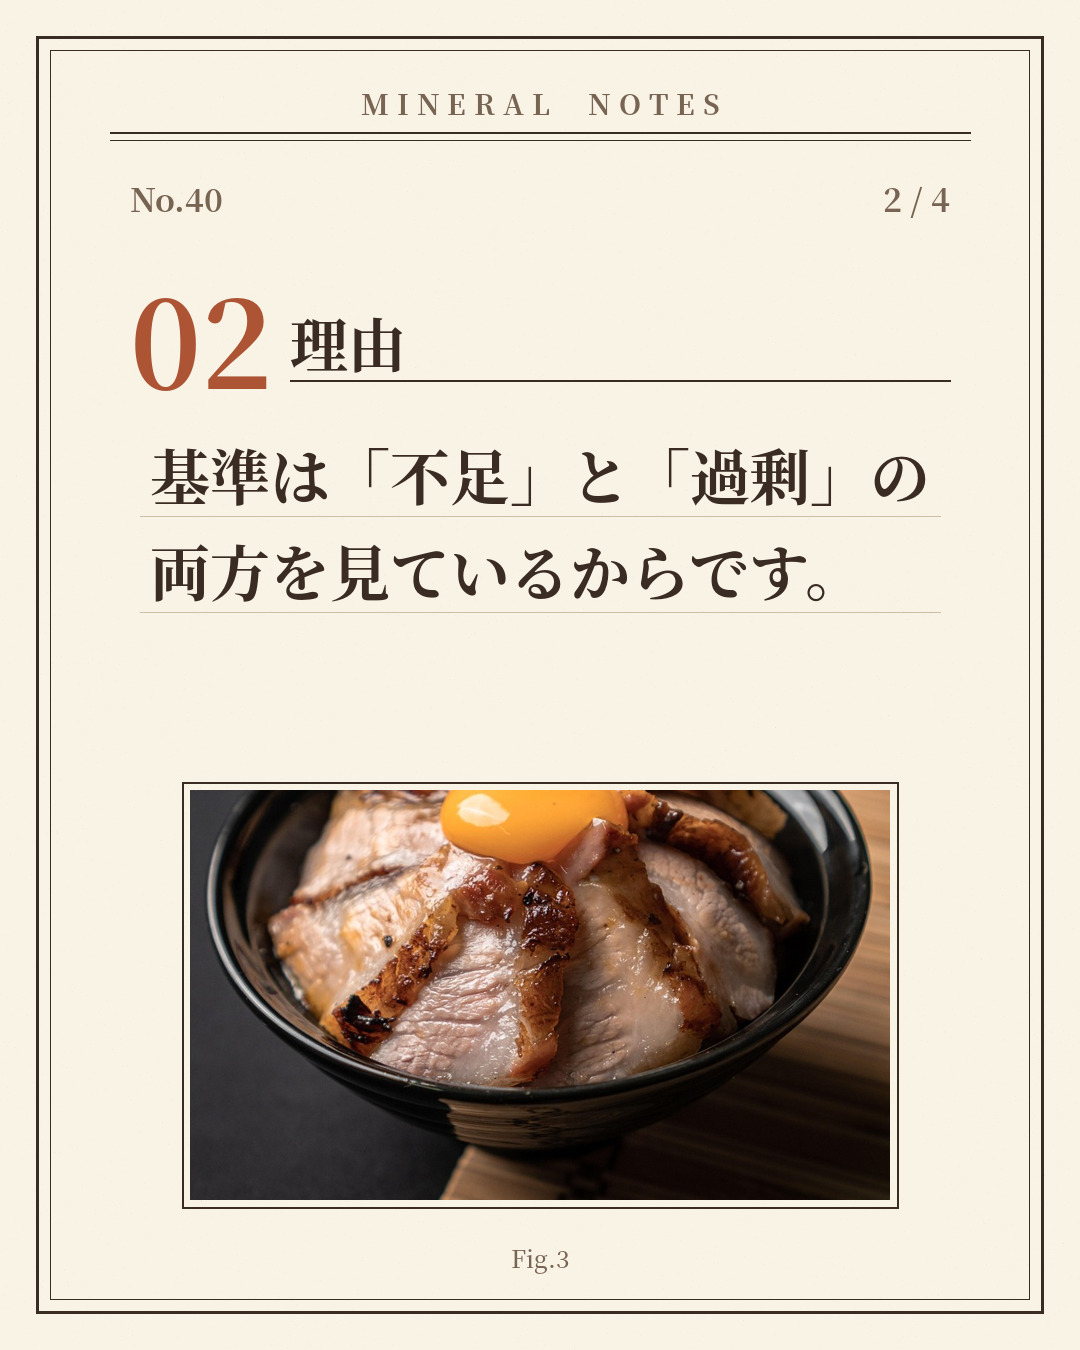 MINERAL NOTES
No.40
2 / 4
02 理由
基準は「不足」と「過剰」の
両方を見ているからです。
Fig.3